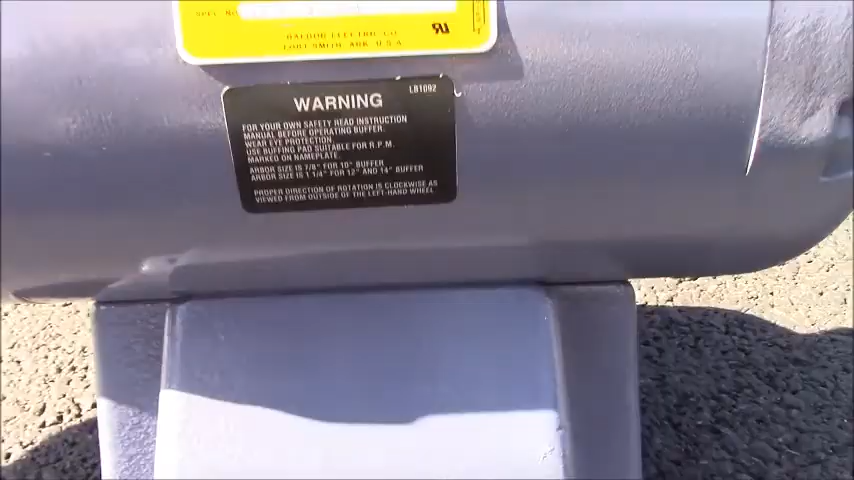 SPEC NO.
BALDOR ELECTRIC CO
FORT SMITH, ARK U.S.A
WARNING LB1092
FOR YOUR OWN SAFETY READ INSTRUCTION
MANUAL BEFORE OPERATING BUFFER.
WEAR EYE PROTECTION.
USE BUFFING PAD SUITABLE FOR R.P.M.
MARKED ON NAMEPLATE.
ARBOR SIZE IS 7/8" FOR 10" BUFFER
ARBOR SIZE IS 1 1/4" FOR 12" AND 14" BUFFER
PROPER DIRECTION OF ROTATION IS CLOCKWISE AS
VIEWED FROM OUTSIDE OF THE LEFT-HAND WHEEL.